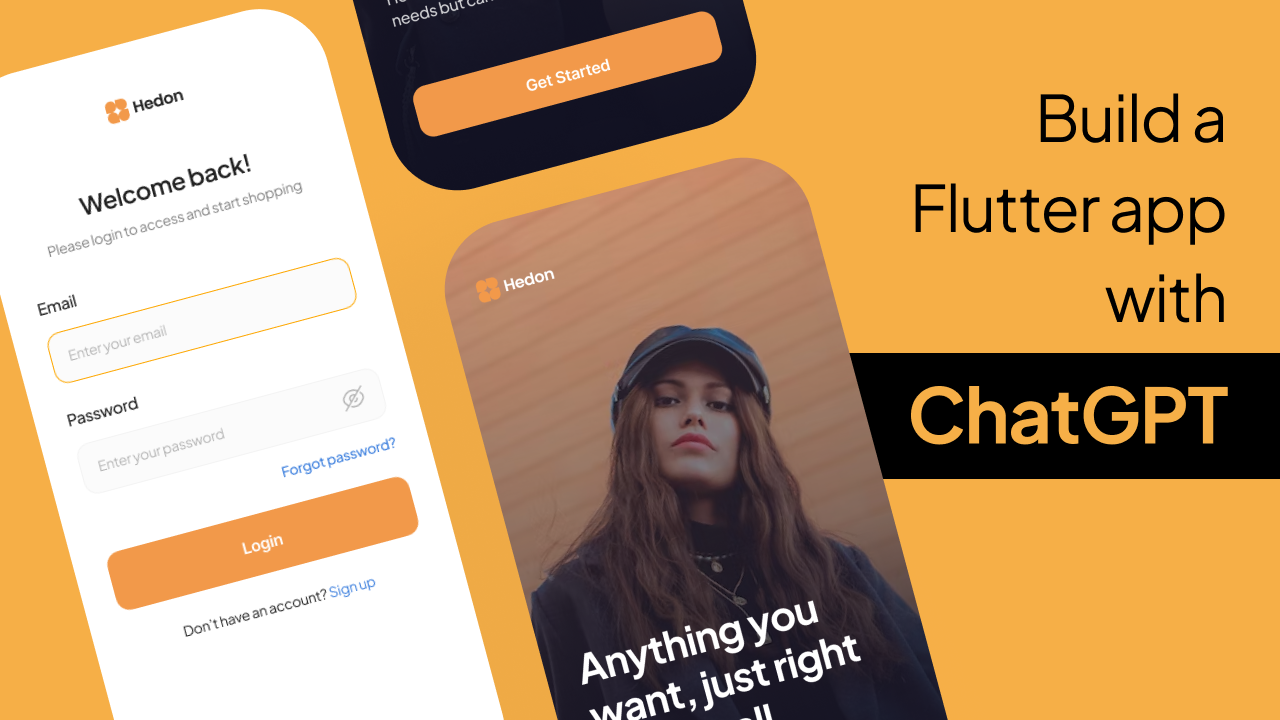 Hedon
Welcome back!
Please login to access and start shopping
Email
Enter your email
Password
Enter your password
Forgot password?
Login
Don't have an account? Sign up
needs but can
Get Started
Hedon
Anything you
want, just right
Build a
Flutter app
with
ChatGPT